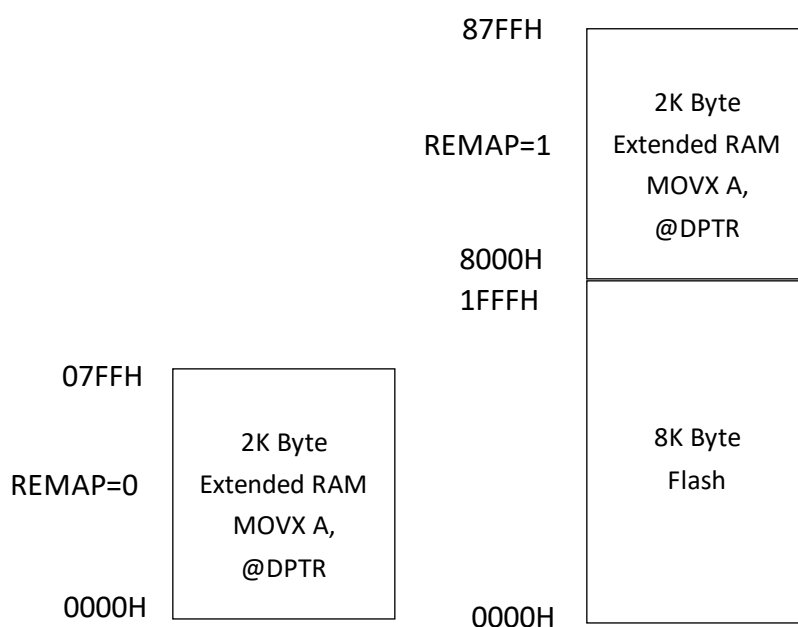 87FFH
2K Byte
Extended RAM
MOVX A,
@DPTR
REMAP=1
8000H
1FFFH
8K Byte
Flash
0000H
07FFH
2K Byte
Extended RAM
MOVX A,
@DPTR
REMAP=0
0000H